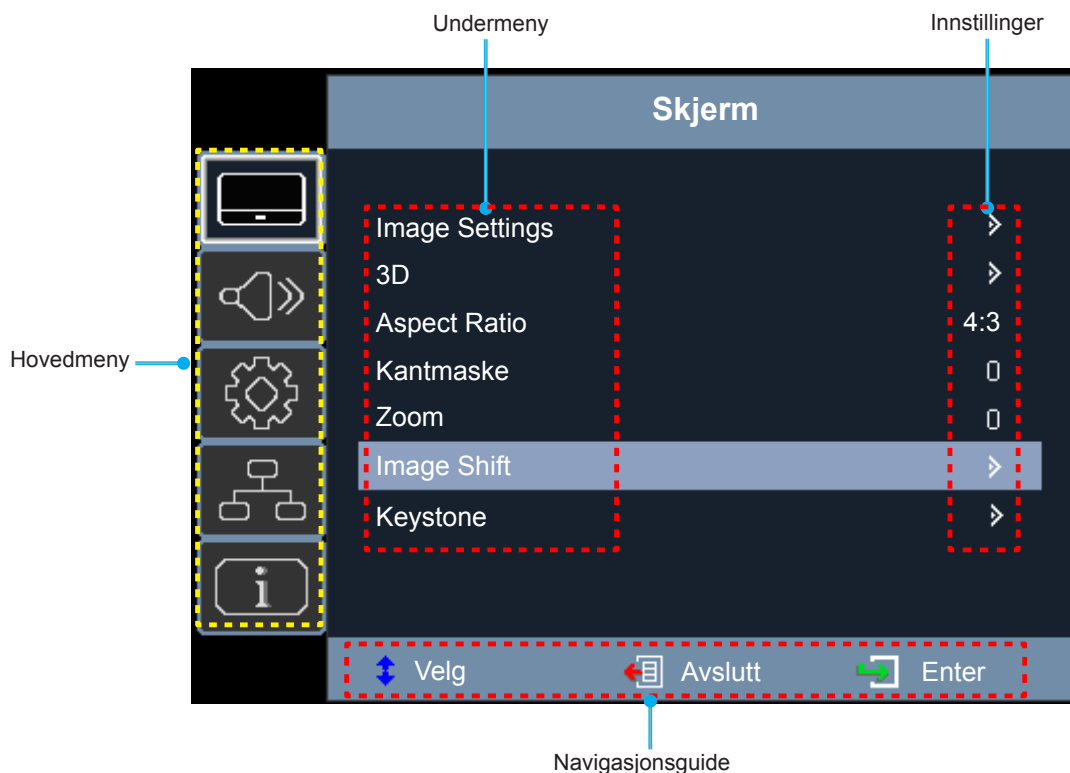 Undermeny
Innstillinger
Skjerm
Image Settings
3D
Aspect Ratio 4:3
Kantmaske 0
Zoom 0
Image Shift
Keystone
Hovedmeny
i
Velg Avslutt Enter
Navigasjonsguide